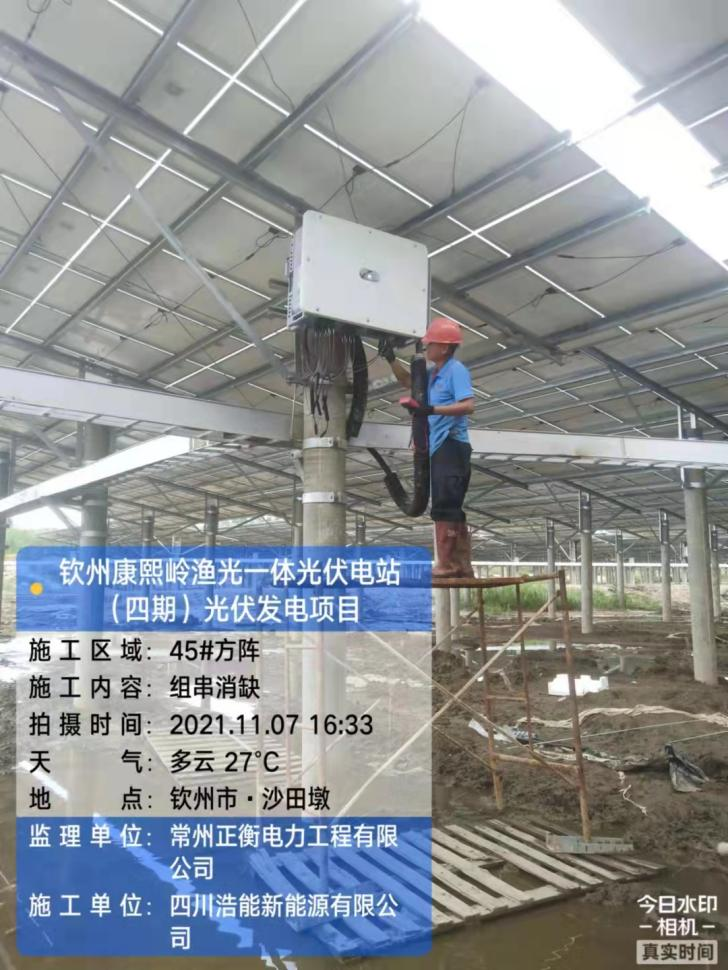 钦州康熙岭渔光一体光伏电站
（四期）光伏发电项目
施工区域：45#方阵
施工内容：组串消缺
拍摄时间：2021.11.07 16:33
天气：多云 27°C
地点：钦州市·沙田墩
监理单位：常州正衡电力工程有限
公司
施工单位：四川浩能新能源有限公
司
今日水印
-相机-
真实时间